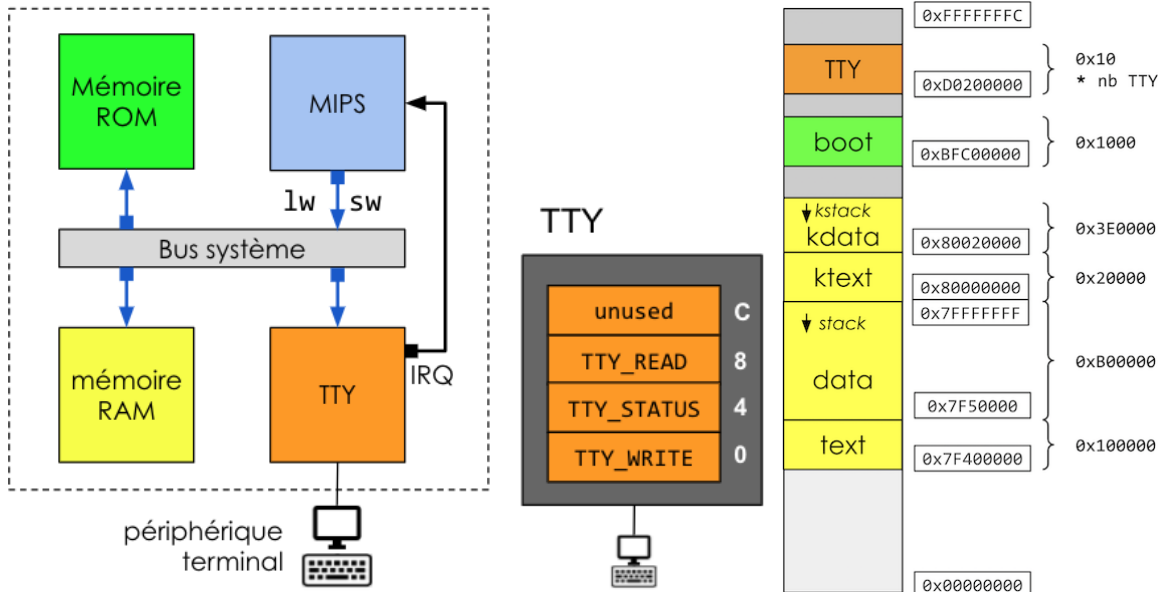 Mémoire
ROM
MIPS
lw sw
Bus système
mémoire
RAM
TTY
IRQ
périphérique
terminal
TTY
unused C
TTY_READ 8
TTY_STATUS 4
TTY_WRITE 0
0xFFFFFFFC
TTY
0xD0200000
0x10
* nb TTY
boot
0xBFC00000
0x1000
kstack
kdata
0x80020000
0x3E0000
ktext
0x80000000
0x20000
0x7FFFFFFF
stack
data
0x7F50000
0xB00000
text
0x7F400000
0x100000
0x00000000